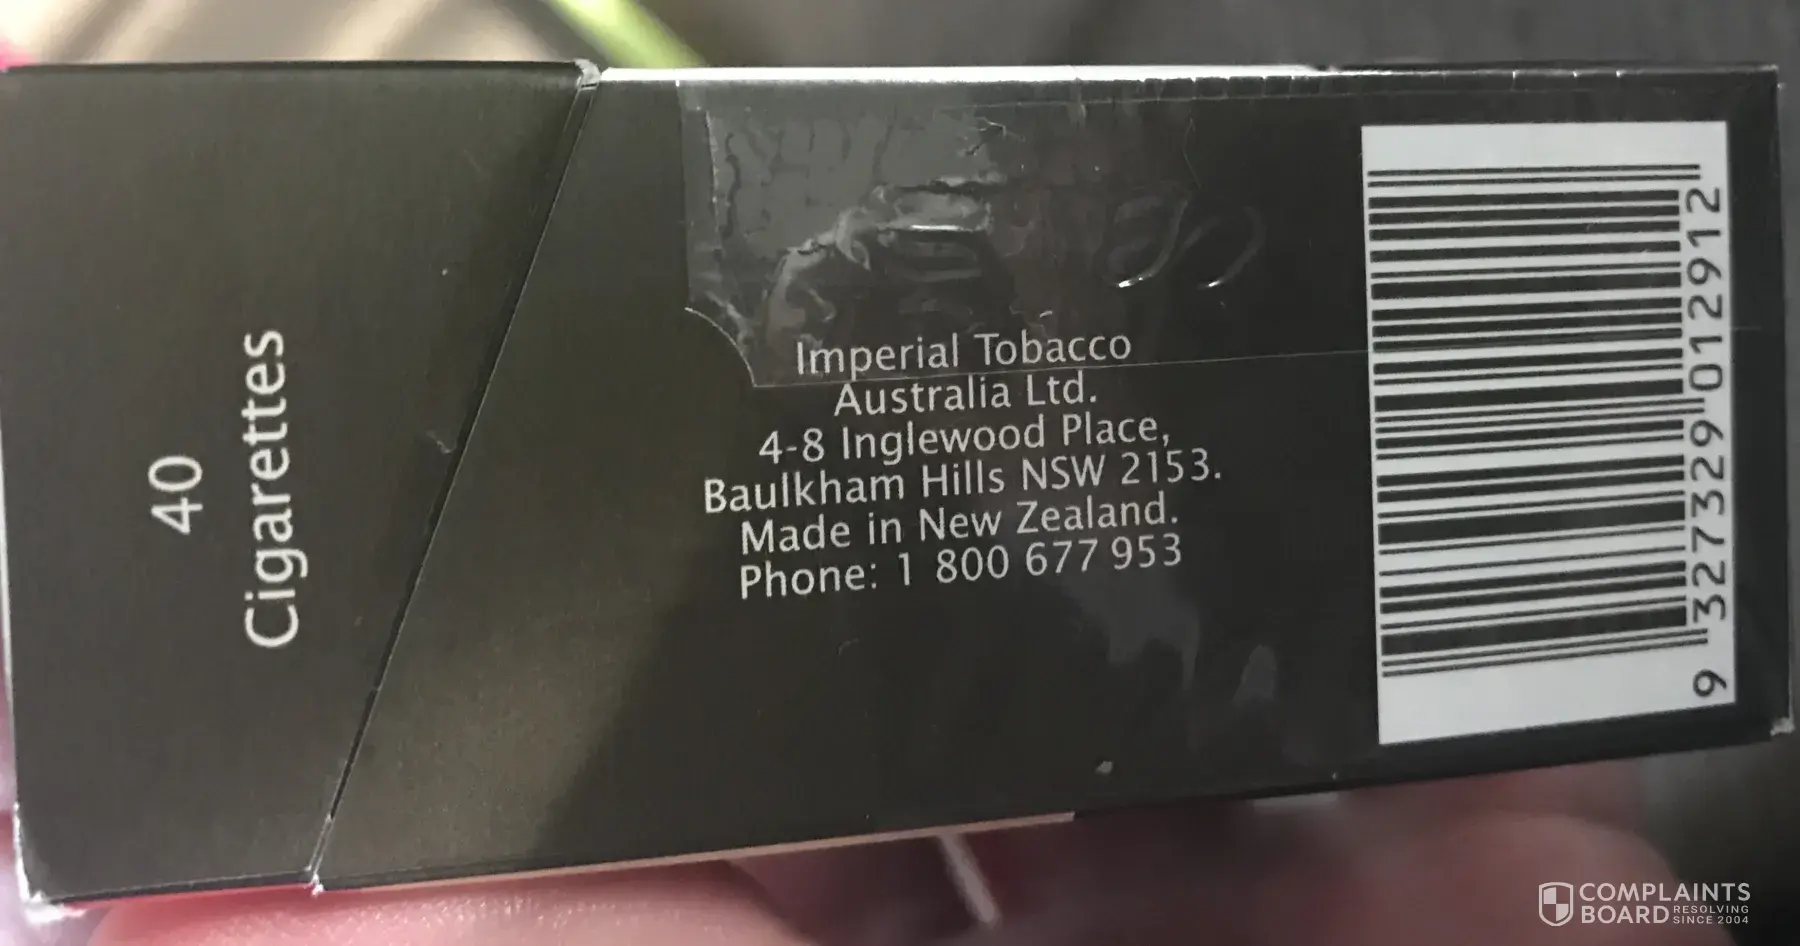 40
Cigarettes
Imperial Tobacco
Australia Ltd.
4-8 Inglewood Place,
Baulkham Hills NSW 2153.
Made in New Zealand.
Phone: 1 800 677 953
9 327329 012912
COMPLAINTS
BOARD RESOLVING
SINCE 2004